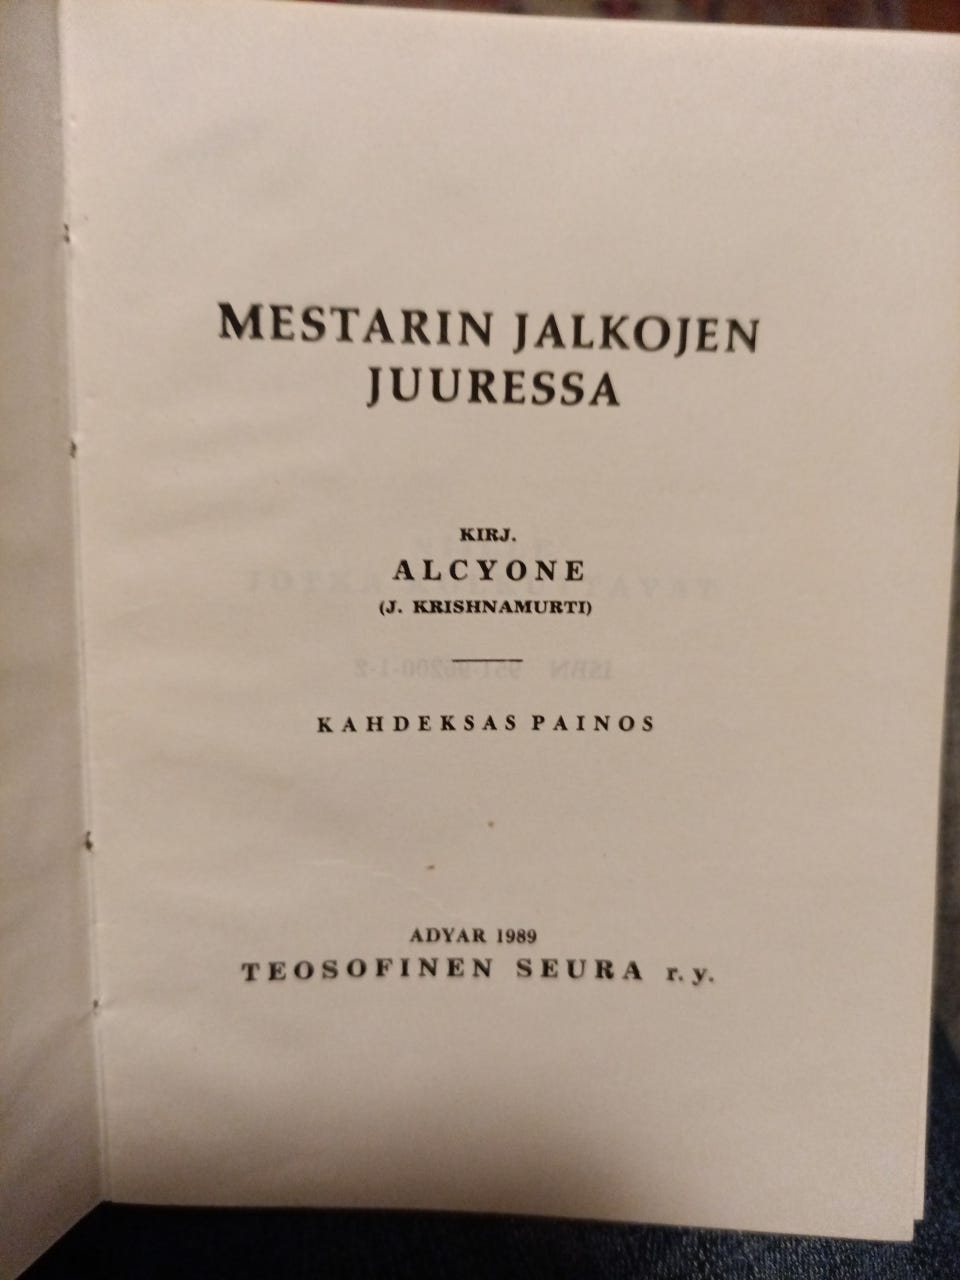 MESTARIN JALKOJEN
JUURESSA
KIRJ.
ALCYONE
(J. KRISHNAMURTI)
KAHDEKSAS PAINOS
ADYAR 1989
TEOSOFINEN SEURA r. y.